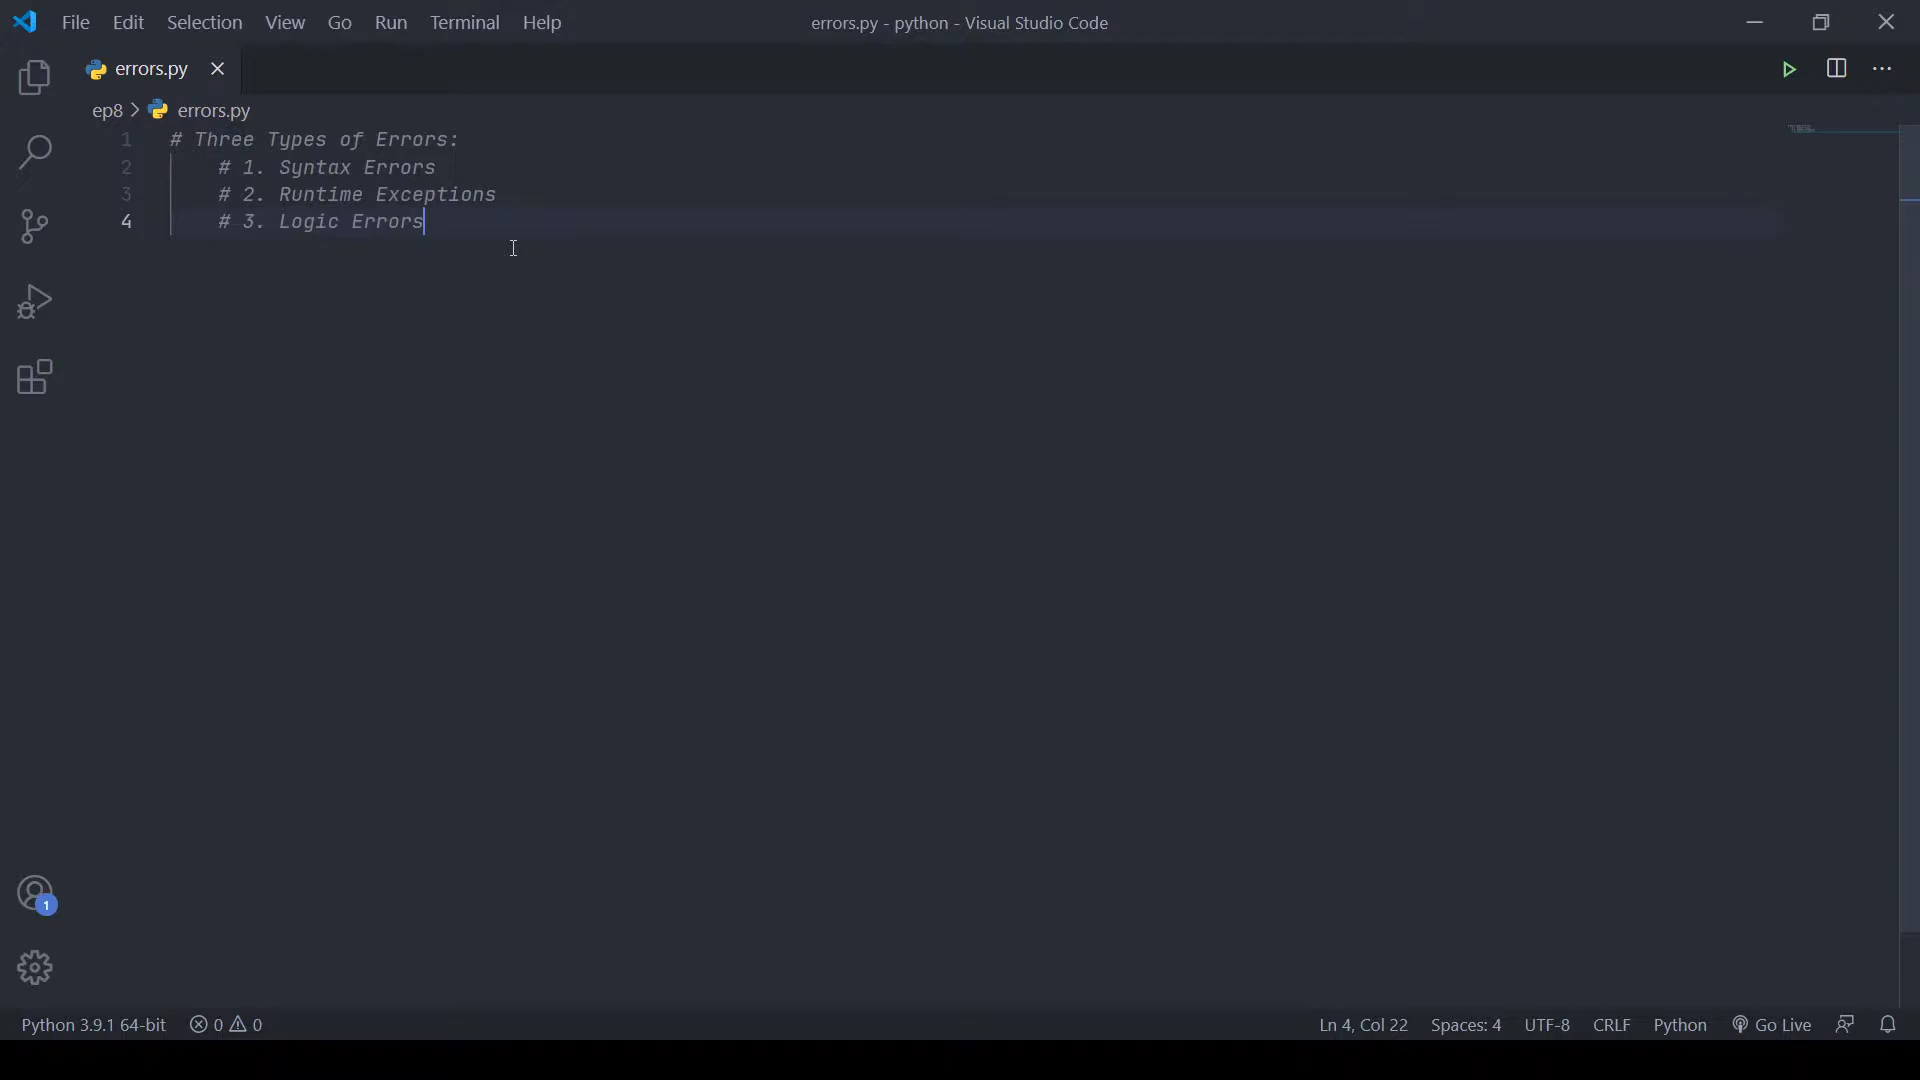 File Edit Selection View Go Run Terminal Help errors.py - python - Visual Studio Code
errors.py
ep8 > errors.py
1 # Three Types of Errors:
2 # 1. Syntax Errors
3 # 2. Runtime Exceptions
4 # 3. Logic Errors
1
Python 3.9.1 64-bit 0 0 Ln 4, Col 22 Spaces: 4 UTF-8 CRLF Python Go Live